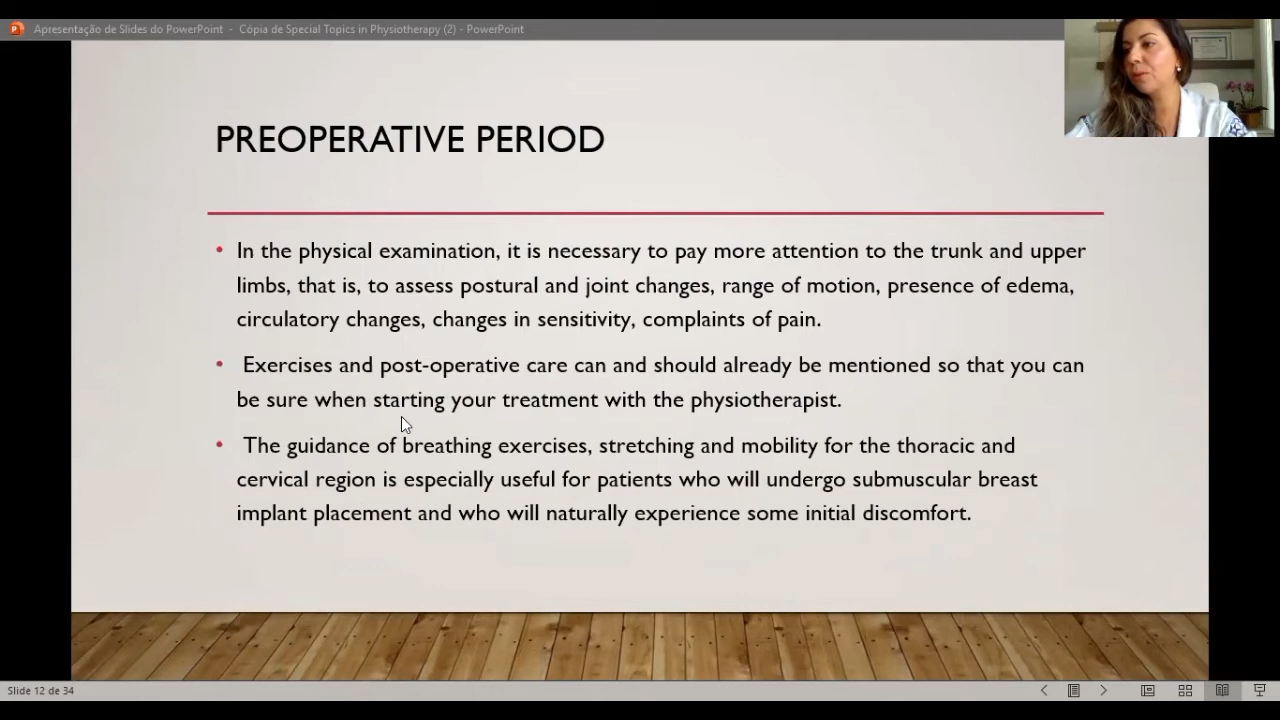 Apresentação de Slides do PowerPoint - Cópia de Special Topics in Physiotherapy (2) - PowerPoint
PREOPERATIVE PERIOD
• In the physical examination, it is necessary to pay more attention to the trunk and upper
limbs, that is, to assess postural and joint changes, range of motion, presence of edema,
circulatory changes, changes in sensitivity, complaints of pain.
• Exercises and post-operative care can and should already be mentioned so that you can
be sure when starting your treatment with the physiotherapist.
• The guidance of breathing exercises, stretching and mobility for the thoracic and
cervical region is especially useful for patients who will undergo submuscular breast
implant placement and who will naturally experience some initial discomfort.
Slide 12 de 34